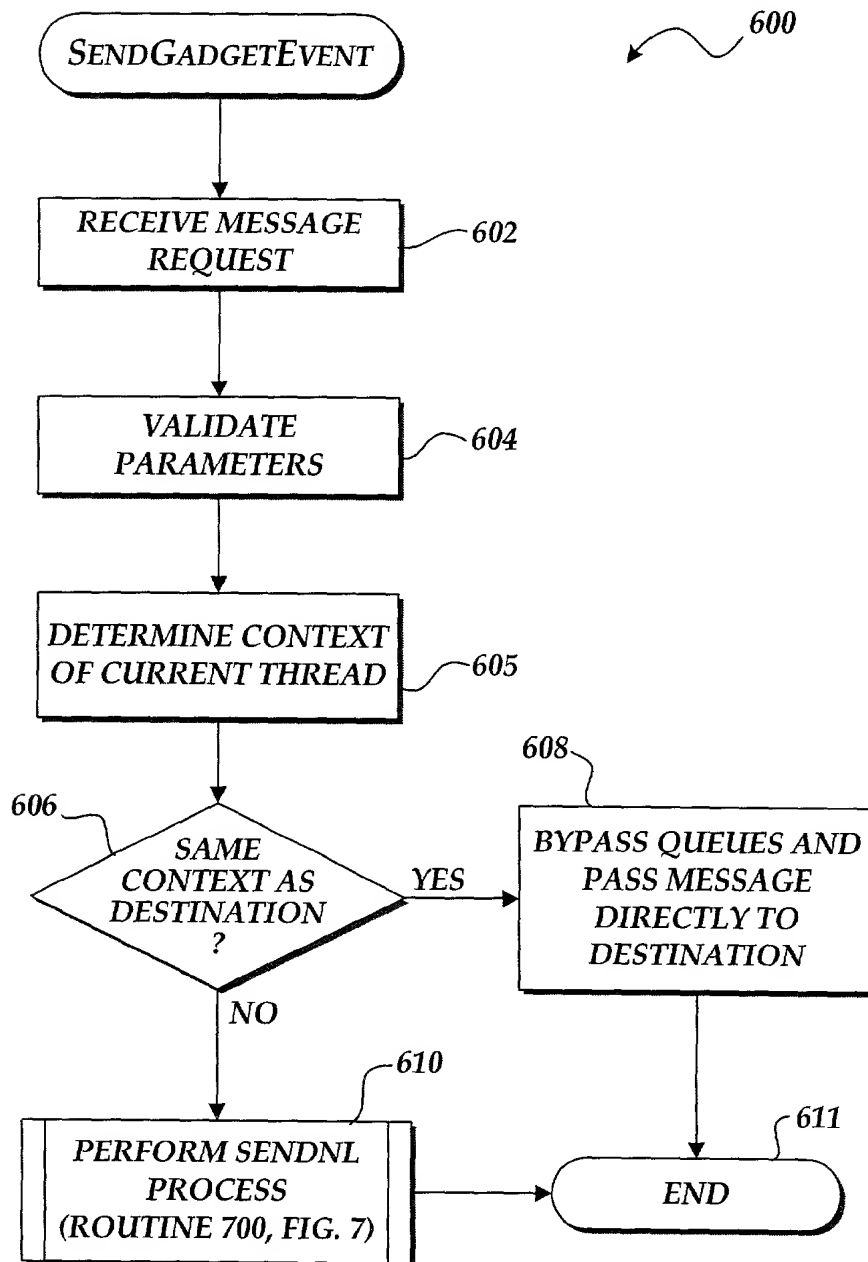 SENDGADGETEVENT
600
RECEIVE MESSAGE
REQUEST
602
VALIDATE
PARAMETERS
604
DETERMINE CONTEXT
OF CURRENT THREAD
605
606
SAME
CONTEXT AS
DESTINATION
?
YES
NO
608
BYPASS QUEUES AND
PASS MESSAGE
DIRECTLY TO
DESTINATION
610
PERFORM SENDNL
PROCESS
(ROUTINE 700, FIG. 7)
611
END